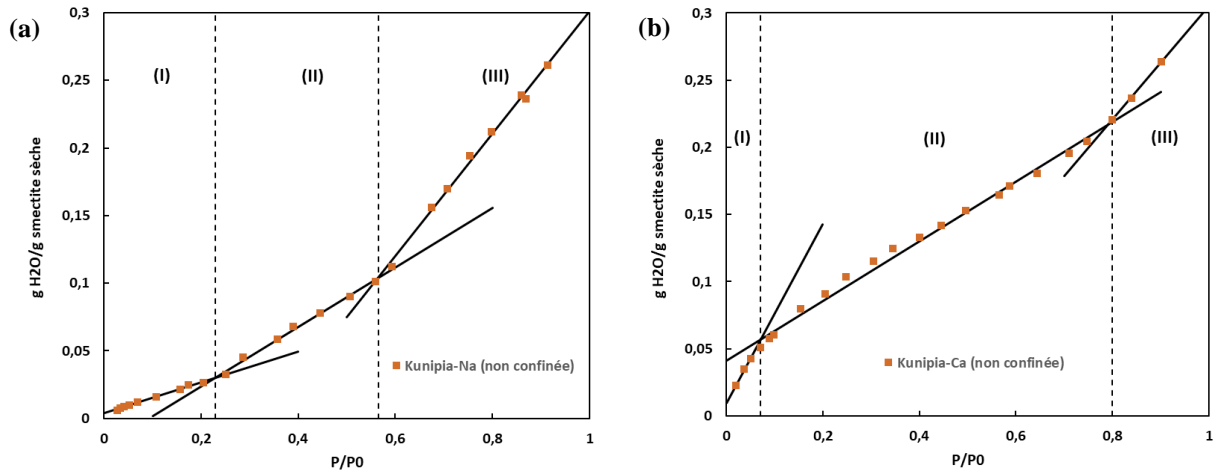 (a)
0,3
0,25
0,2
0,15
0,1
0,05
0
g H2O/g smectite sèche
(I)
(II)
(III)
Kunipia-Na (non confinée)
0 0,2 0,4 0,6 0,8 1
P/P0
(b)
0,3
0,25
0,2
0,15
0,1
0,05
0
g H2O/g smectite sèche
(I)
(II)
(III)
Kunipia-Ca (non confinée)
0 0,2 0,4 0,6 0,8 1
P/P0